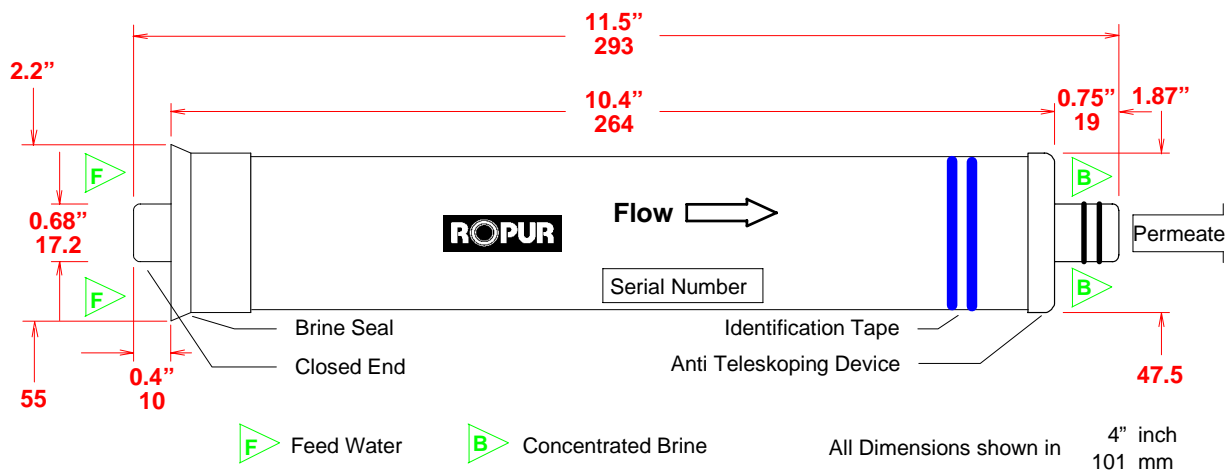 11.5”
293
2.2”
10.4”
264
0.75”
19
1.87”
F
B
0.68”
17.2
ROPUR
Flow
Permeate
F
Serial Number
B
Brine Seal
Identification Tape
Closed End
Anti Teleskoping Device
55
0.4”
10
47.5
F Feed Water
B Concentrated Brine
All Dimensions shown in
4” inch
101 mm